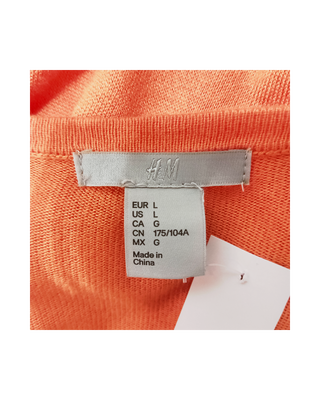 H&M
EUR L
US L
CA G
CN 175/104A
MX G
Made in
China